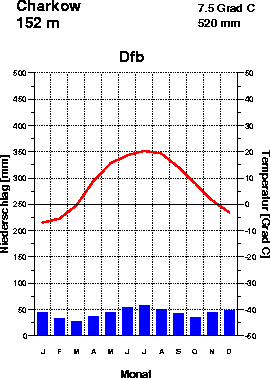 Charkow 7.5 Grad C
152 m 520 mm
Dfb
500 50
450 40
400 30
350 20
300 10
250 0
200 -10
150 -20
100 -30
50 -40
0 -50
Niederschlag [mm]
Temperatur [Grad C]
J F M A M J J A S O N D
Monat